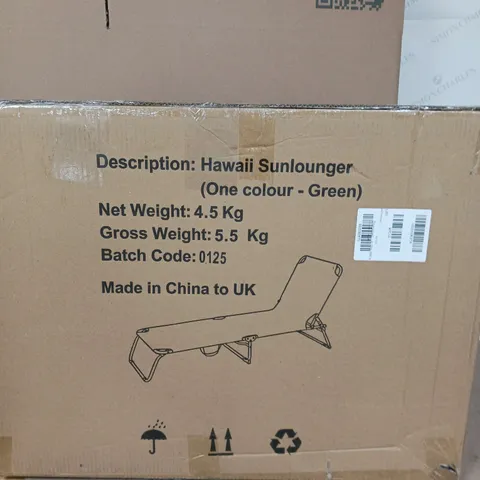 Description: Hawaii Sunlounger
(One colour - Green)
Net Weight: 4.5 Kg
Gross Weight: 5.5 Kg
Batch Code: 0125
Made in China to UK